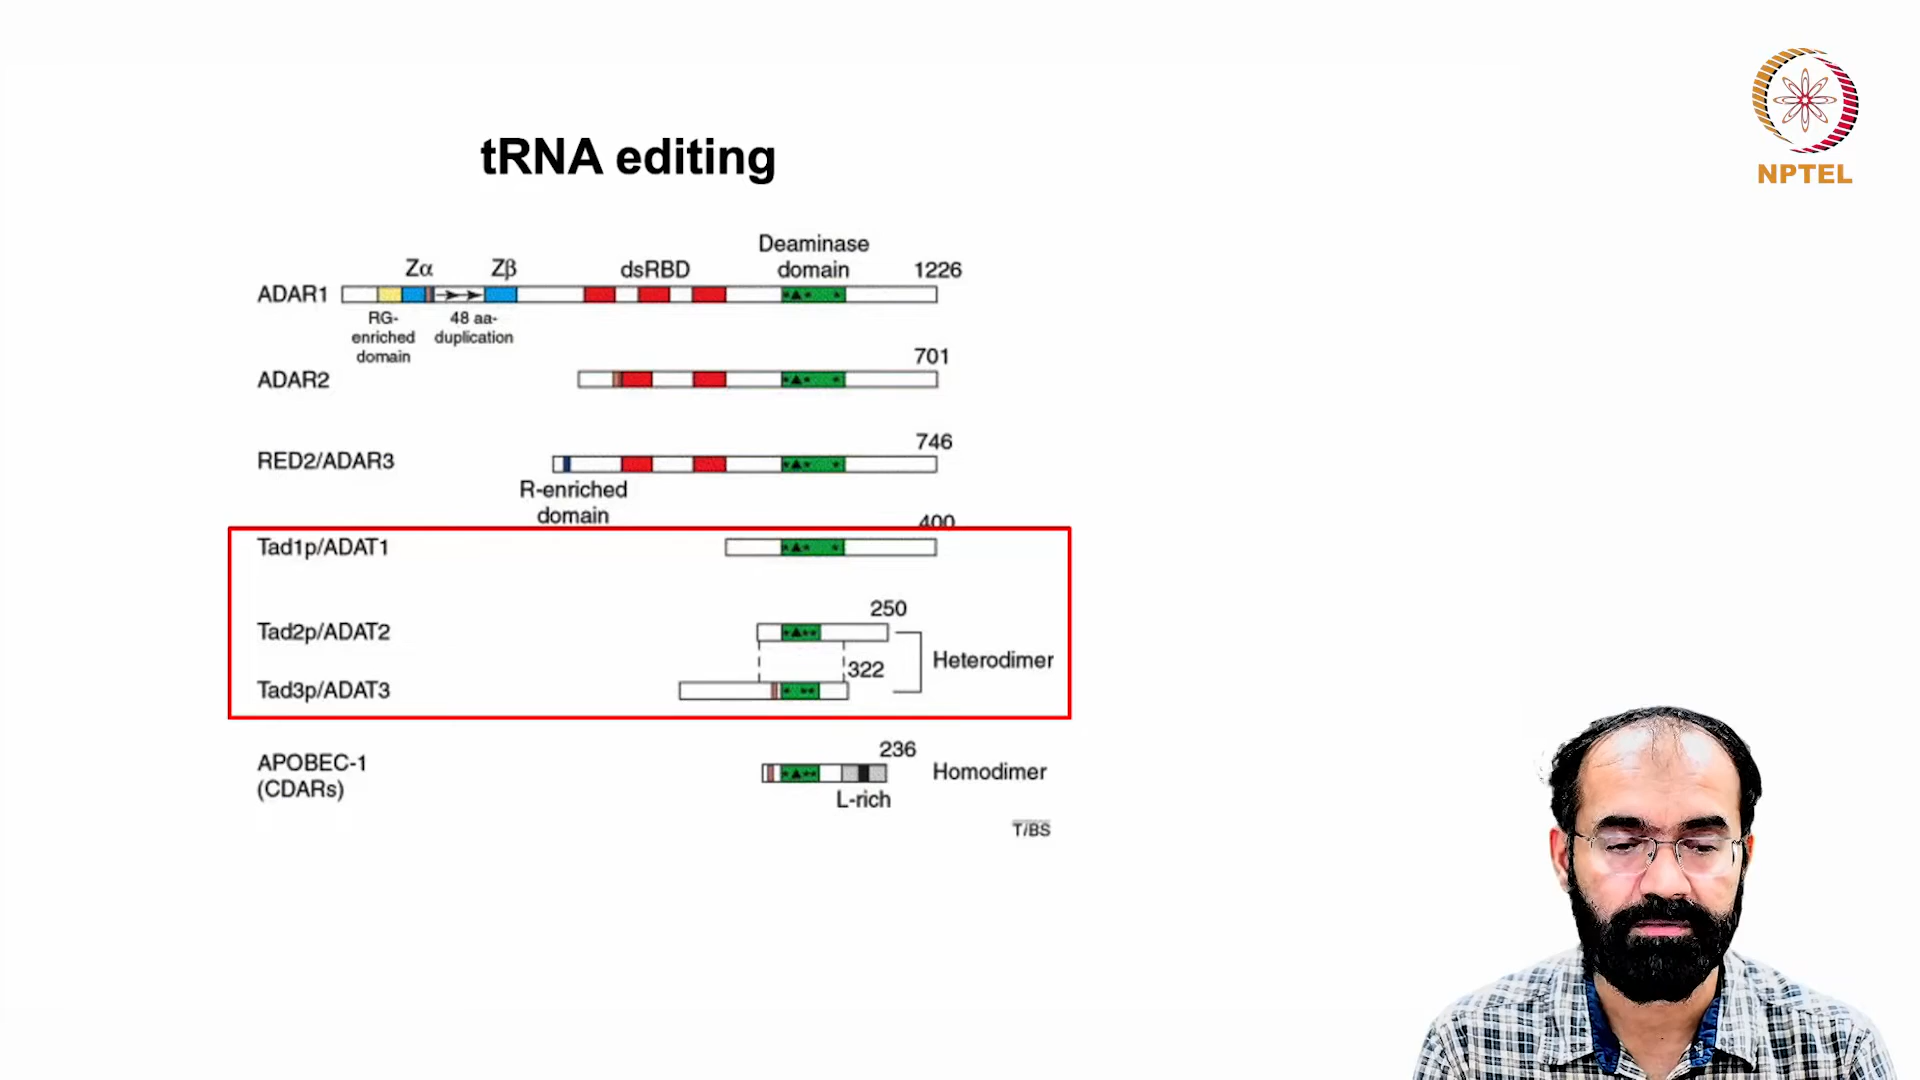 NPTEL
tRNA editing
Deaminase
domain
Zα
Zβ
dsRBD
1226
ADAR1
RG-
enriched
domain
48 aa-
duplication
701
ADAR2
746
RED2/ADAR3
R-enriched
domain
400
Tad1p/ADAT1
250
Tad2p/ADAT2
Heterodimer
322
Tad3p/ADAT3
236
APOBEC-1
(CDARs)
Homodimer
L-rich
TiBS